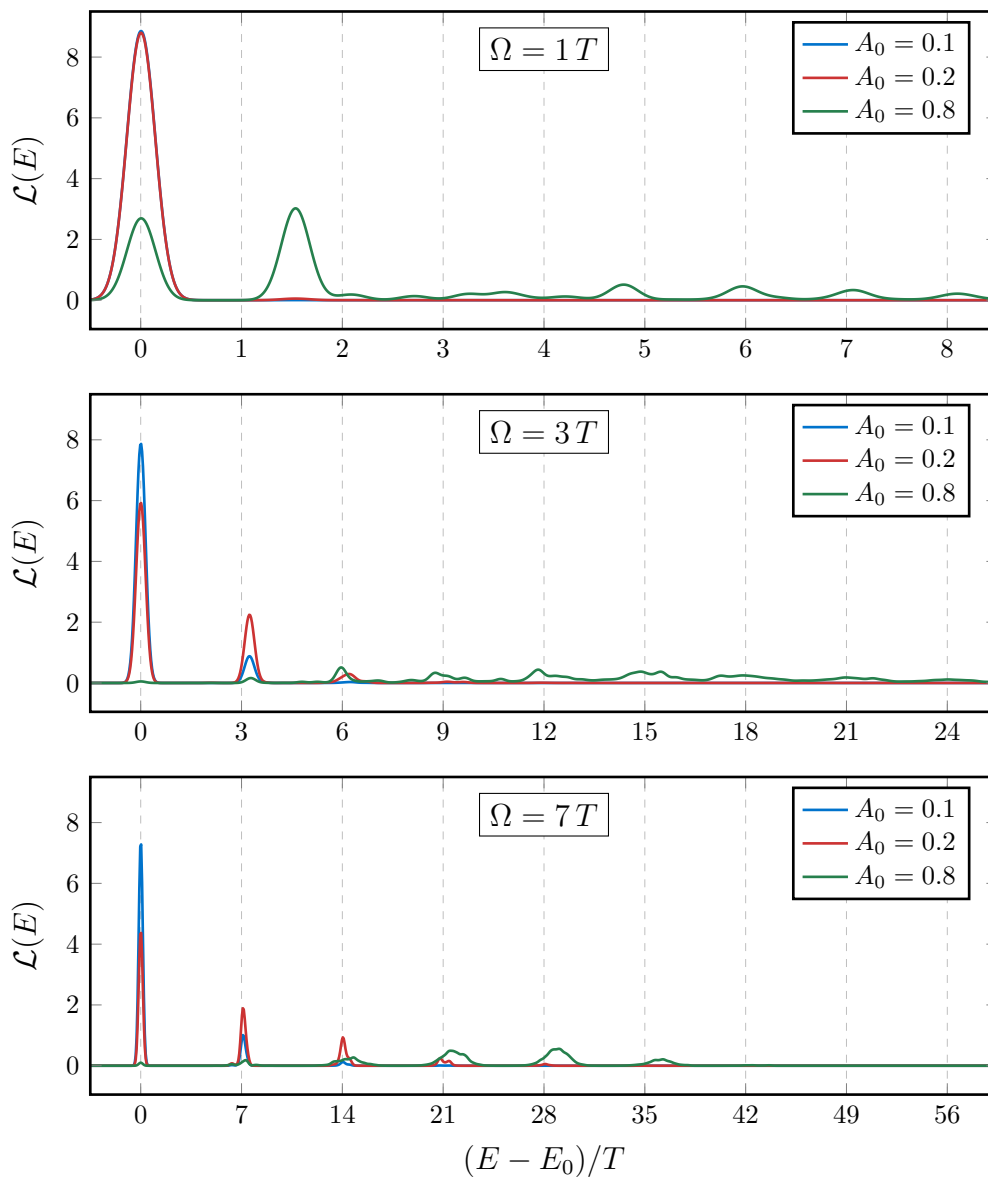 Ω = 1 T
A₀ = 0.1
A₀ = 0.2
A₀ = 0.8
ℒ(E)
8
6
4
2
0
0 1 2 3 4 5 6 7 8
Ω = 3 T
A₀ = 0.1
A₀ = 0.2
A₀ = 0.8
ℒ(E)
8
6
4
2
0
0 3 6 9 12 15 18 21 24
Ω = 7 T
A₀ = 0.1
A₀ = 0.2
A₀ = 0.8
ℒ(E)
8
6
4
2
0
0 7 14 21 28 35 42 49 56
(E − E₀)/T